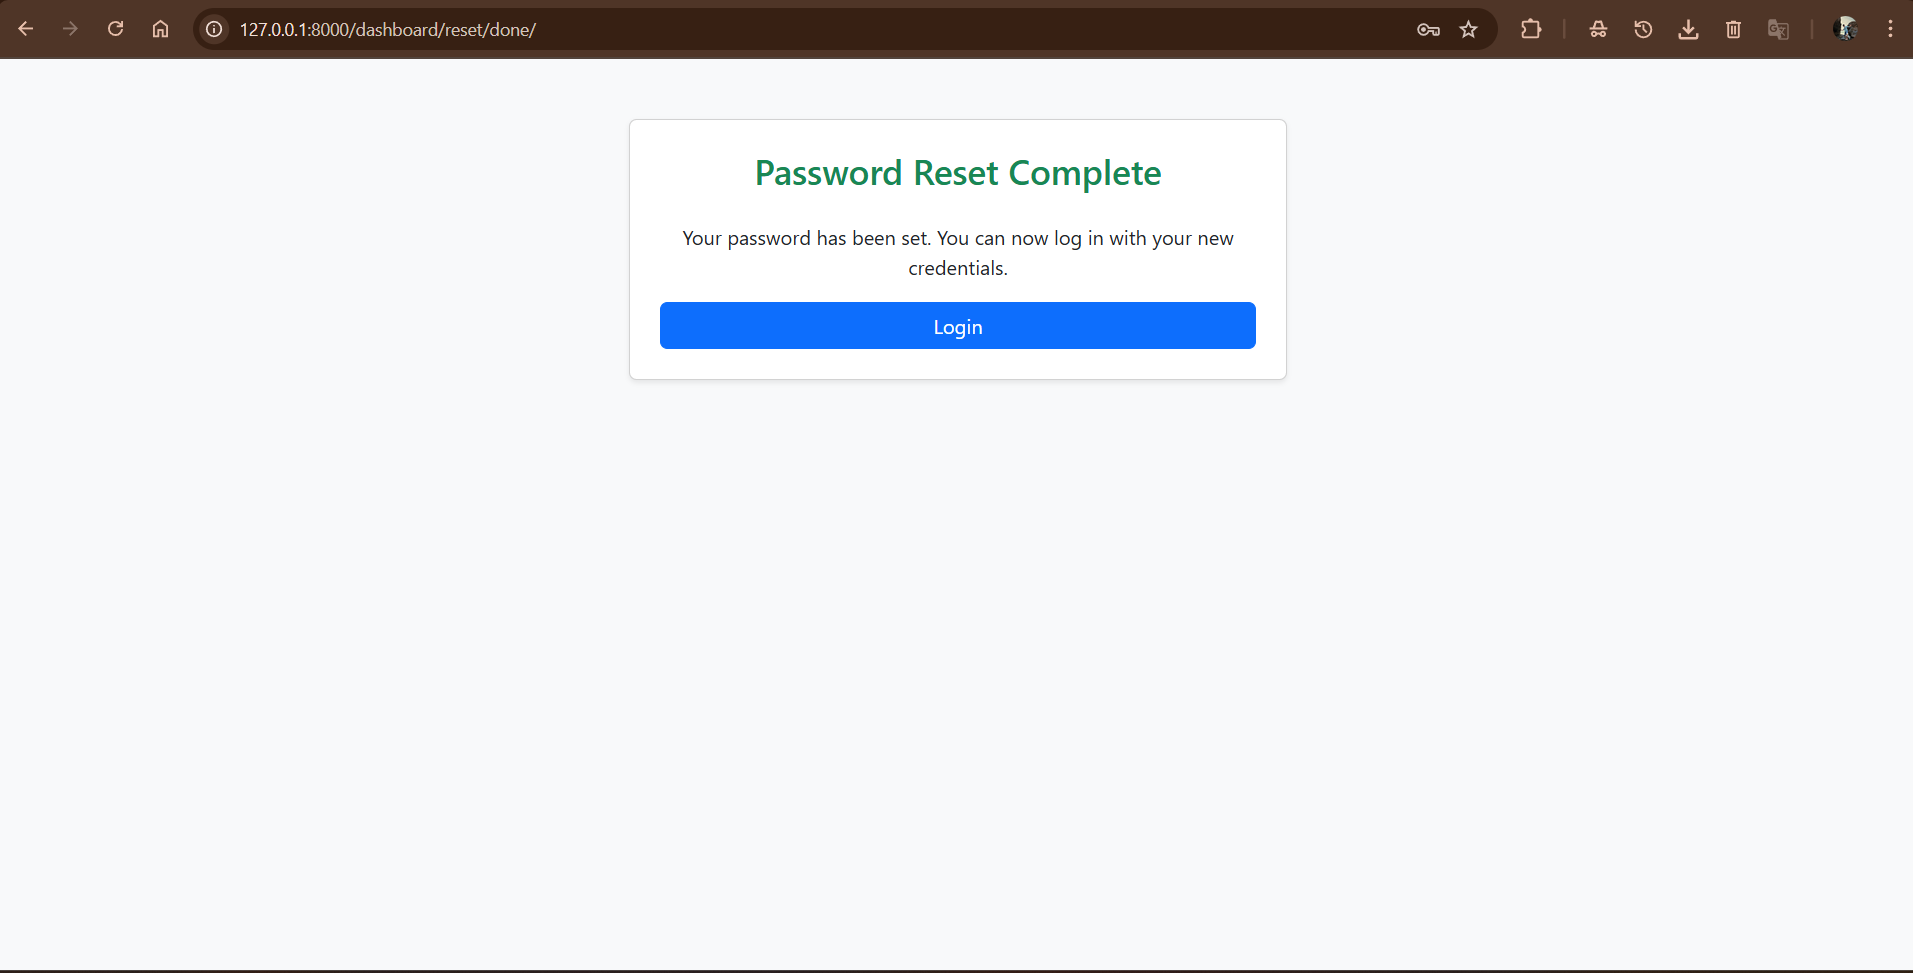 127.0.0.1:8000/dashboard/reset/done/
Password Reset Complete
Your password has been set. You can now log in with your new
credentials.
Login